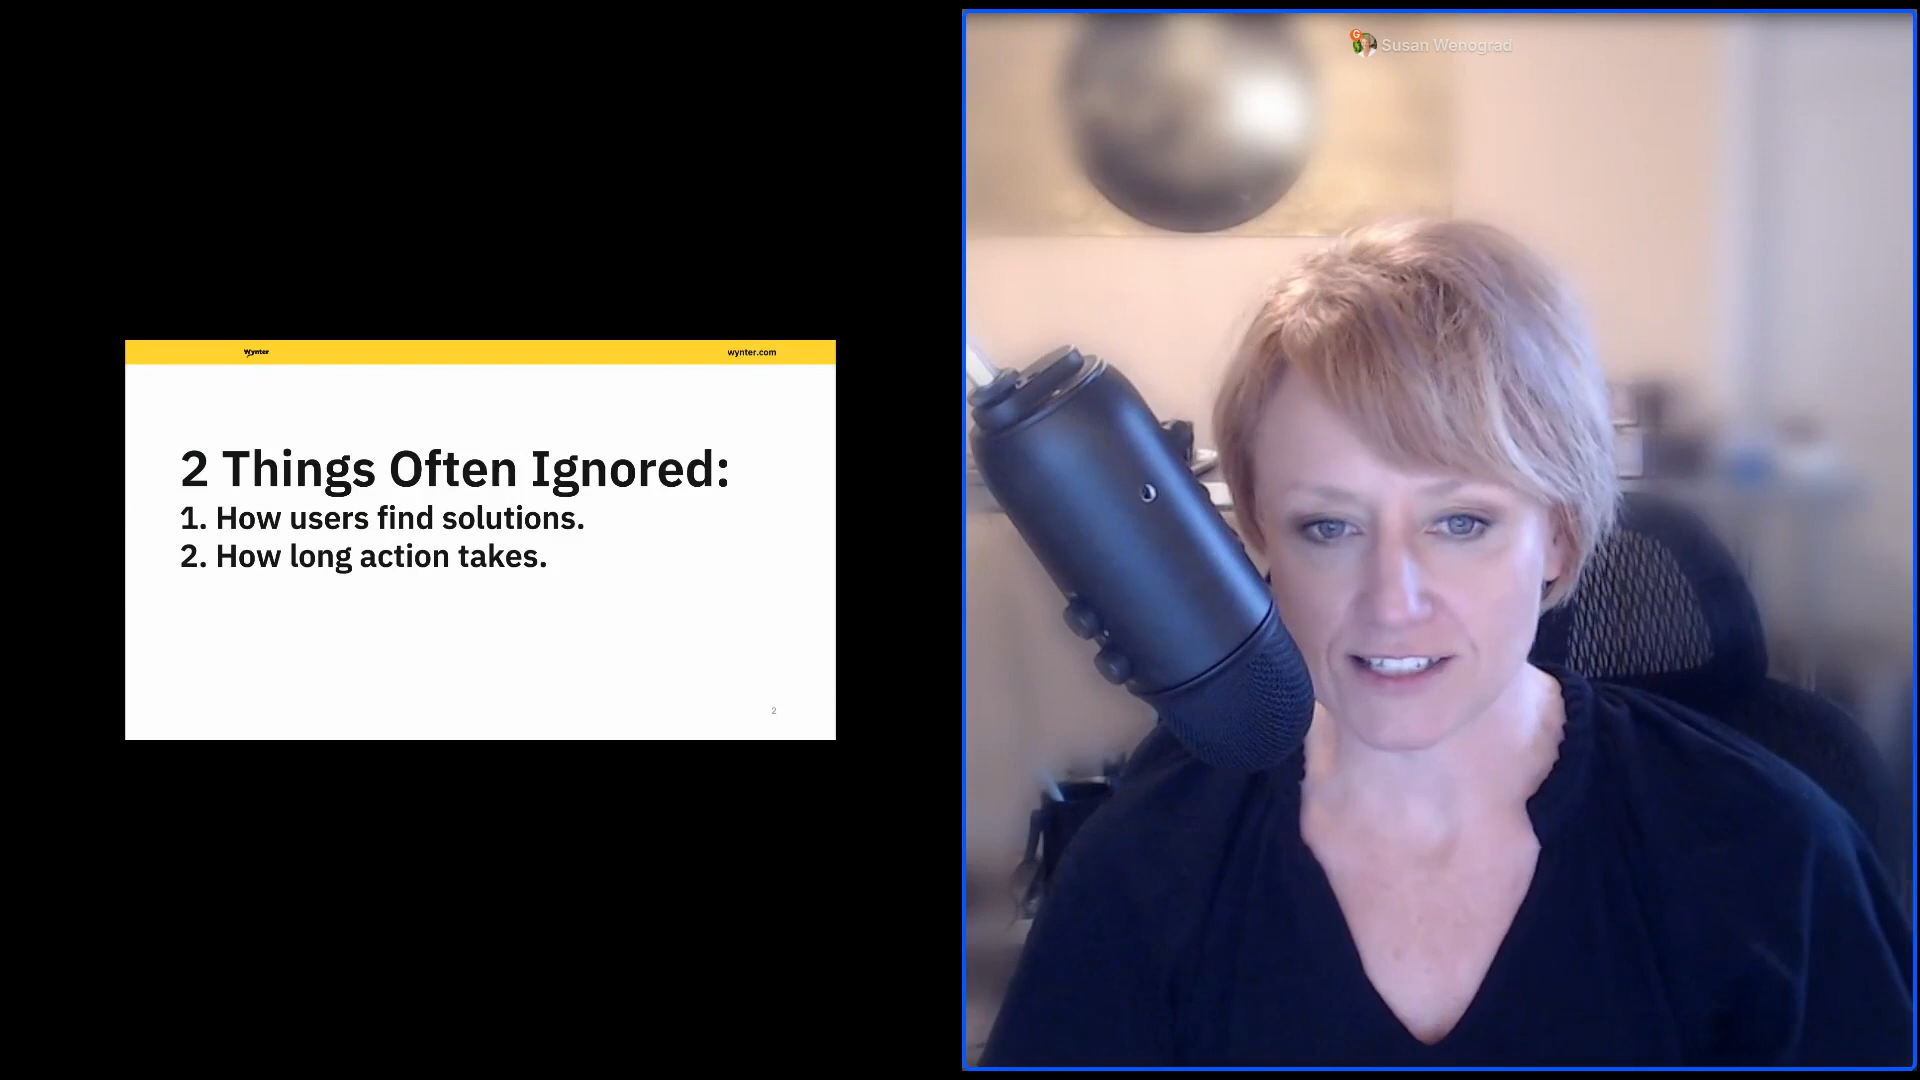 Wynter
wynter.com
2 Things Often Ignored:
1. How users find solutions.
2. How long action takes.
2
G
Susan Wenograd